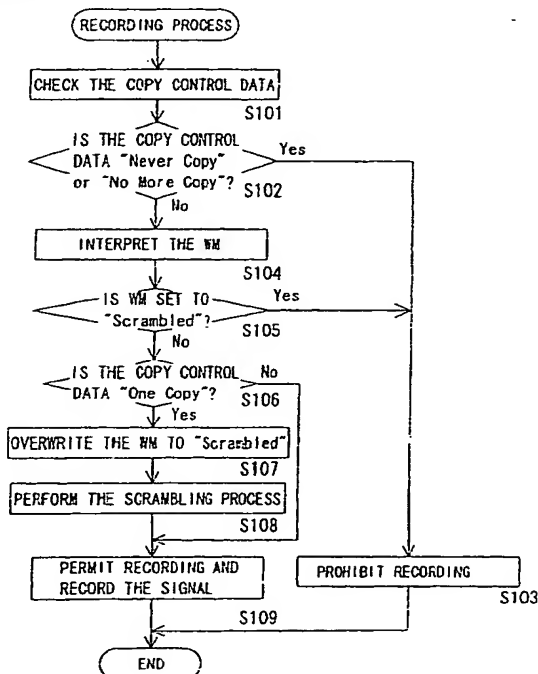 RECORDING PROCESS
CHECK THE COPY CONTROL DATA
S101
IS THE COPY CONTROL
DATA "Never Copy"
or "No More Copy"?
Yes
S102
No
INTERPRET THE WM
S104
IS WM SET TO
"Scrambled"?
Yes
S105
No
IS THE COPY CONTROL
DATA "One Copy"?
No
S106
Yes
OVERWRITE THE WM TO "Scrambled"
S107
PERFORM THE SCRAMBLING PROCESS
S108
PERMIT RECORDING AND
RECORD THE SIGNAL
S109
PROHIBIT RECORDING
S103
END